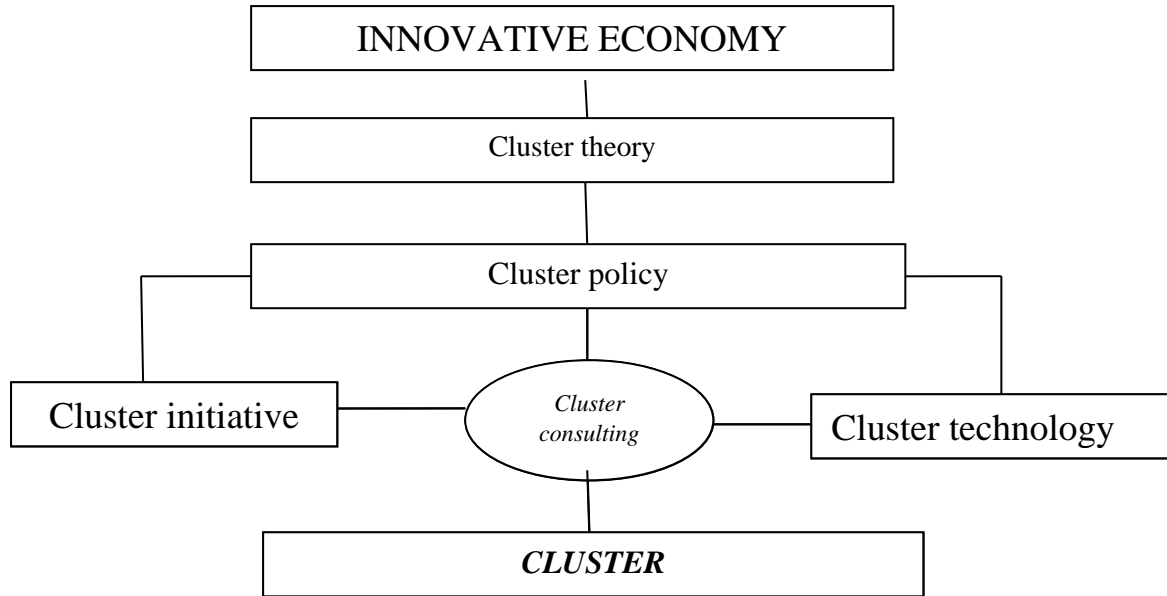 INNOVATIVE ECONOMY
Cluster theory
Cluster policy
Cluster initiative
Cluster
consulting
Cluster technology
CLUSTER